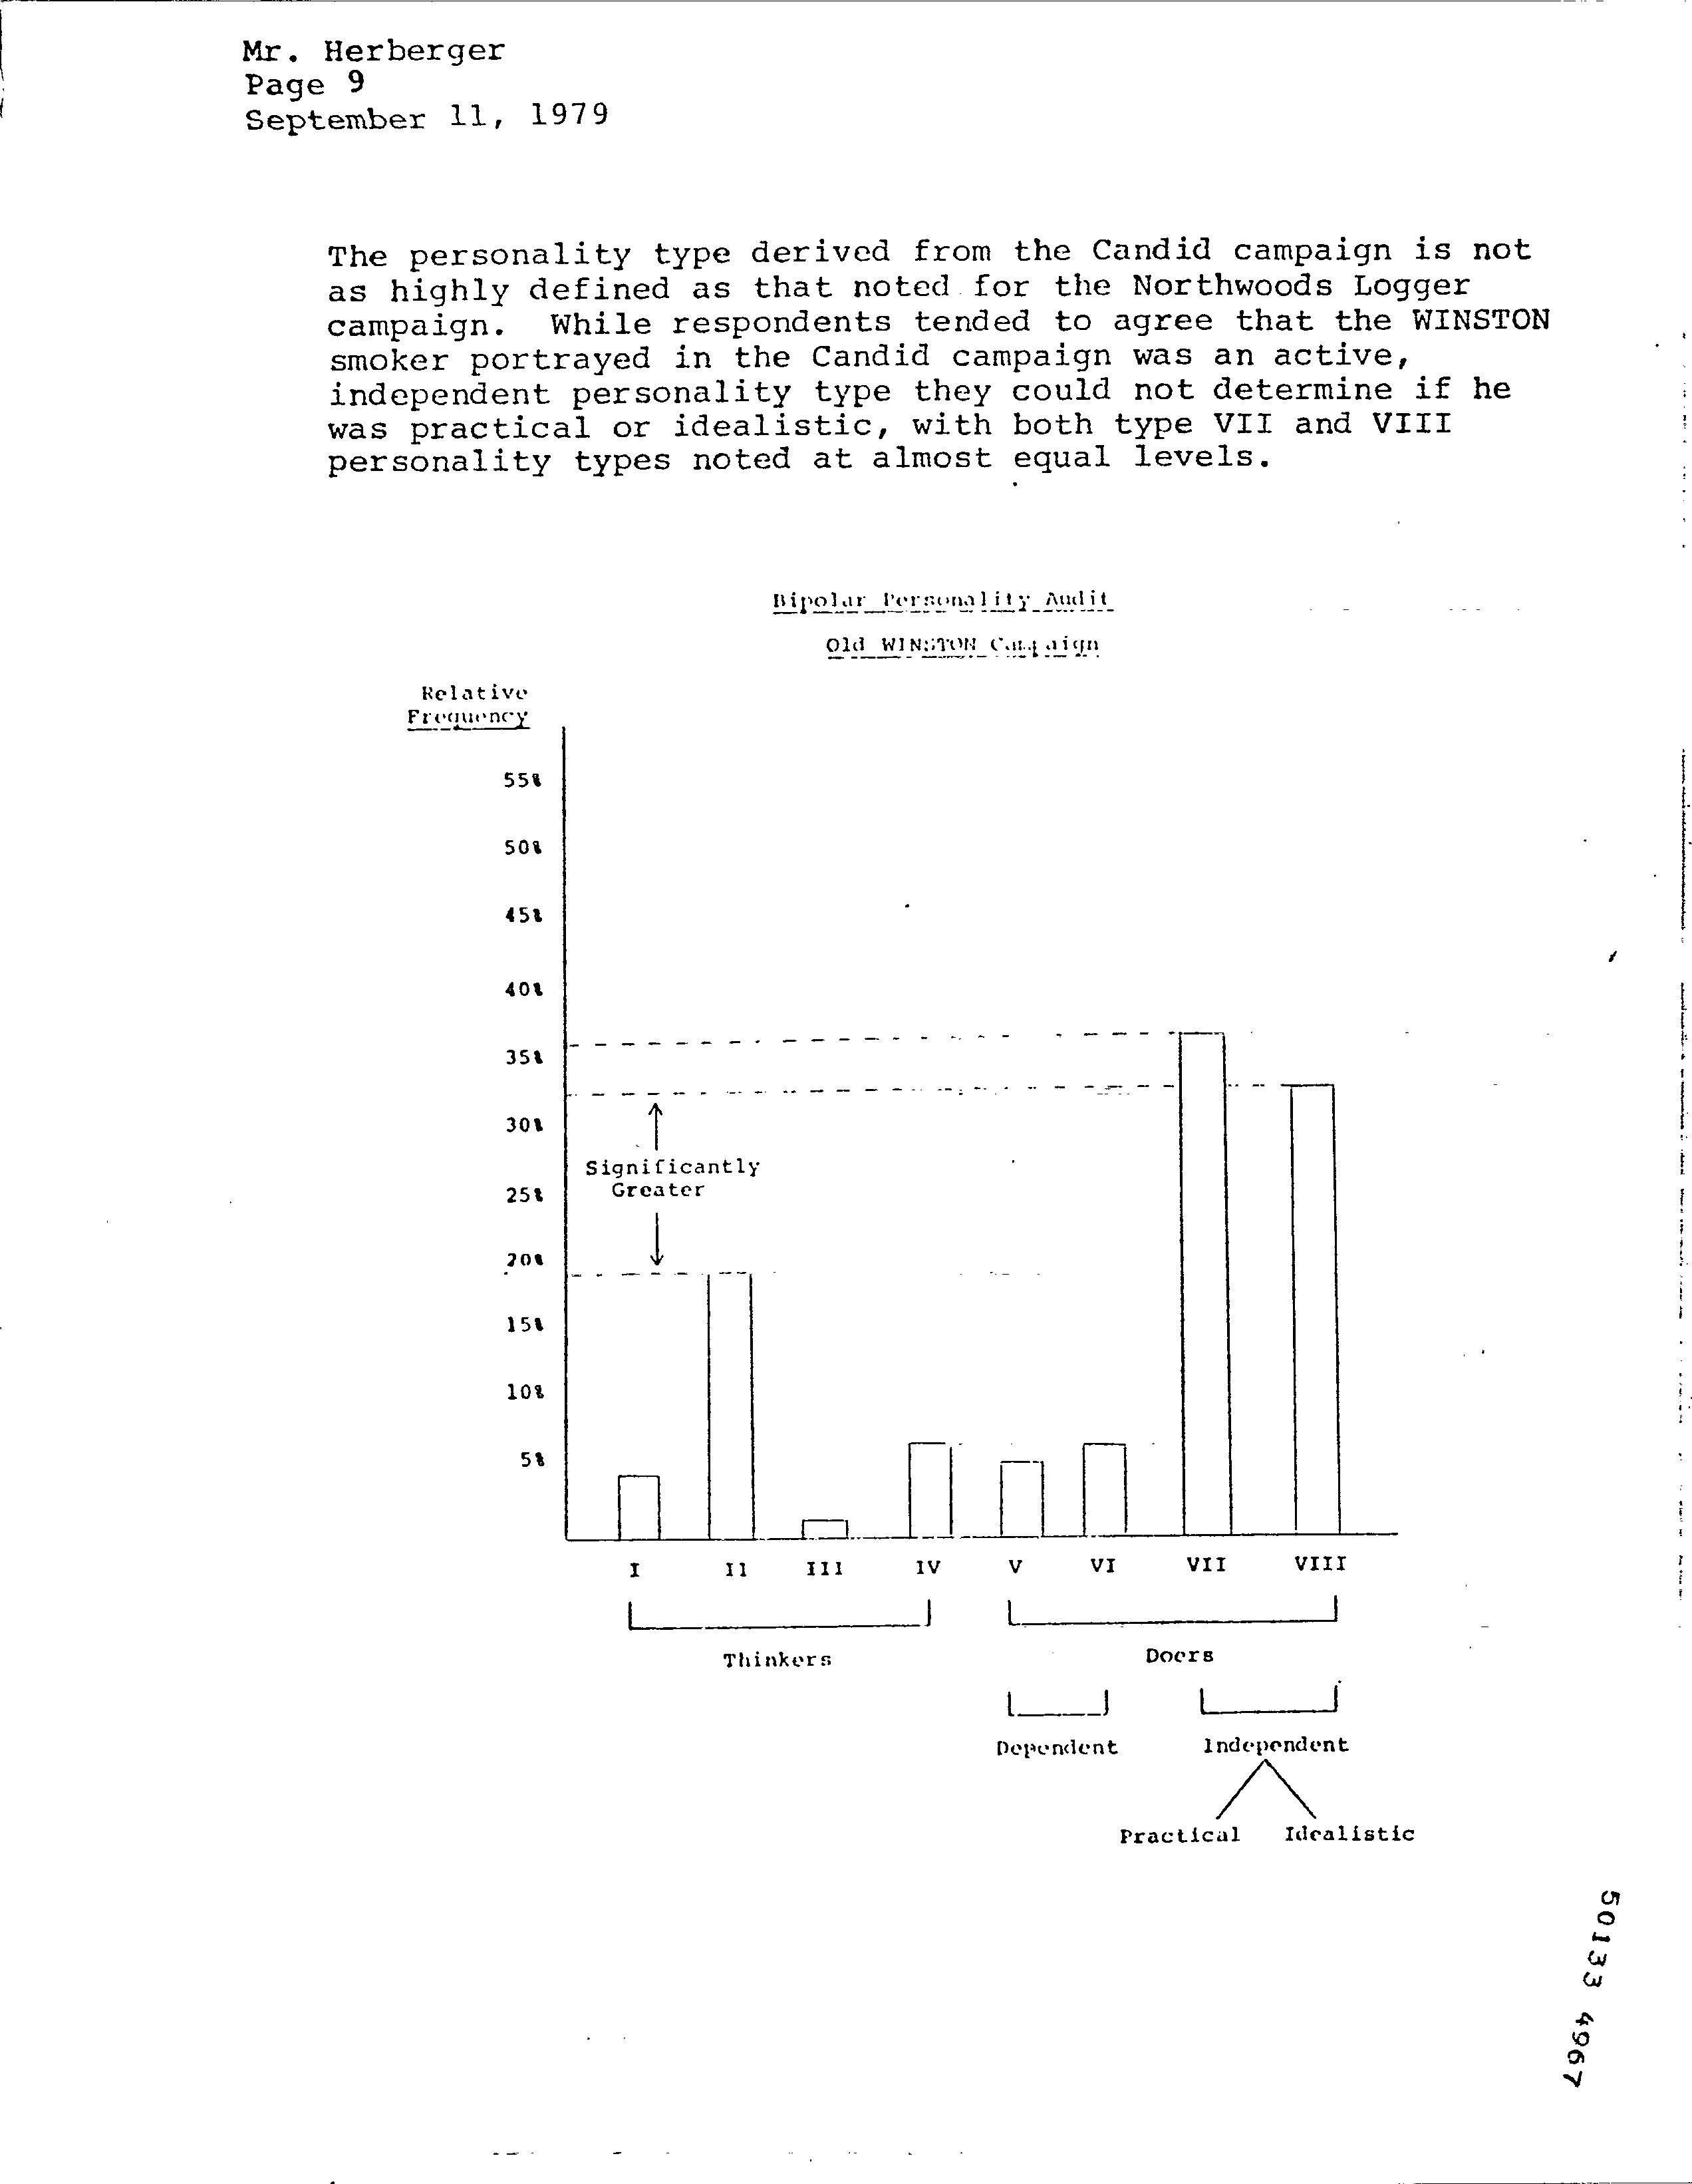 Mr. Herberger
Page 9
September 11, 1979
The personality type derived from the Candid campaign is not
as highly defined as that noted for the Northwoods Logger
campaign. While respondents tended to agree that the WINSTON
smoker portrayed in the Candid campaign was an active,
independent personality type they could not determine if he
was practical or idealistic, with both type VII and VIII
personality types noted at almost equal levels.
Bipolar Personality Audit
Old WINSTON Campaign
Relative
Frequency
55%
50%
45%
40%
35%
30%
Significantly
25% Greater
20%
15%
10%
5%
I II III IV V VI VII VIII
Thinkers Doers
Dependent Independent
Practical Idealistic
50133 4967